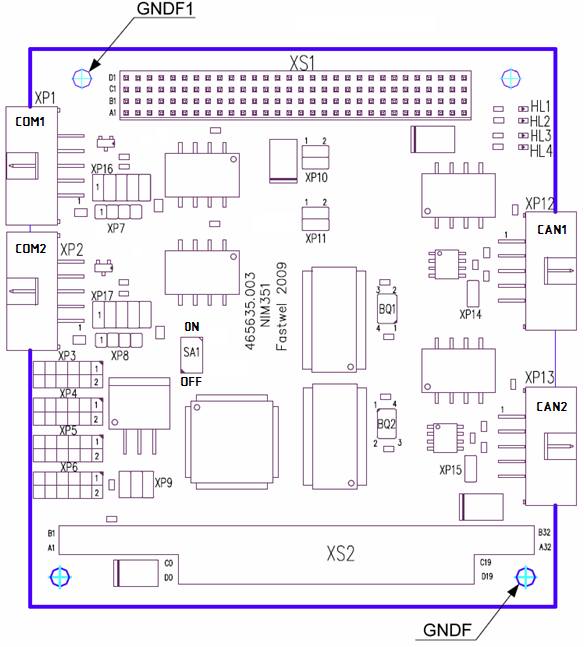 GNDF1
XS1
D1
C1
B1
A1
HL1
HL2
HL3
HL4
XP1
COM1
XP16
1
1
XP7
1 2
XP10
1 2
XP11
XP12
CAN1
COM2
XP2
XP17
1
1
XP8
ON
SA1
OFF
465635.003
NIM351
Fastwel 2009
3 2
BQ1
4 1
XP14
XP3
1
2
XP4
1
2
XP5
1
2
XP6
1
2
XP9
1 4
BQ2
2 3
XP15
XP13
CAN2
B1
A1
XS2
B32
A32
C0
D0
C19
D19
GNDF